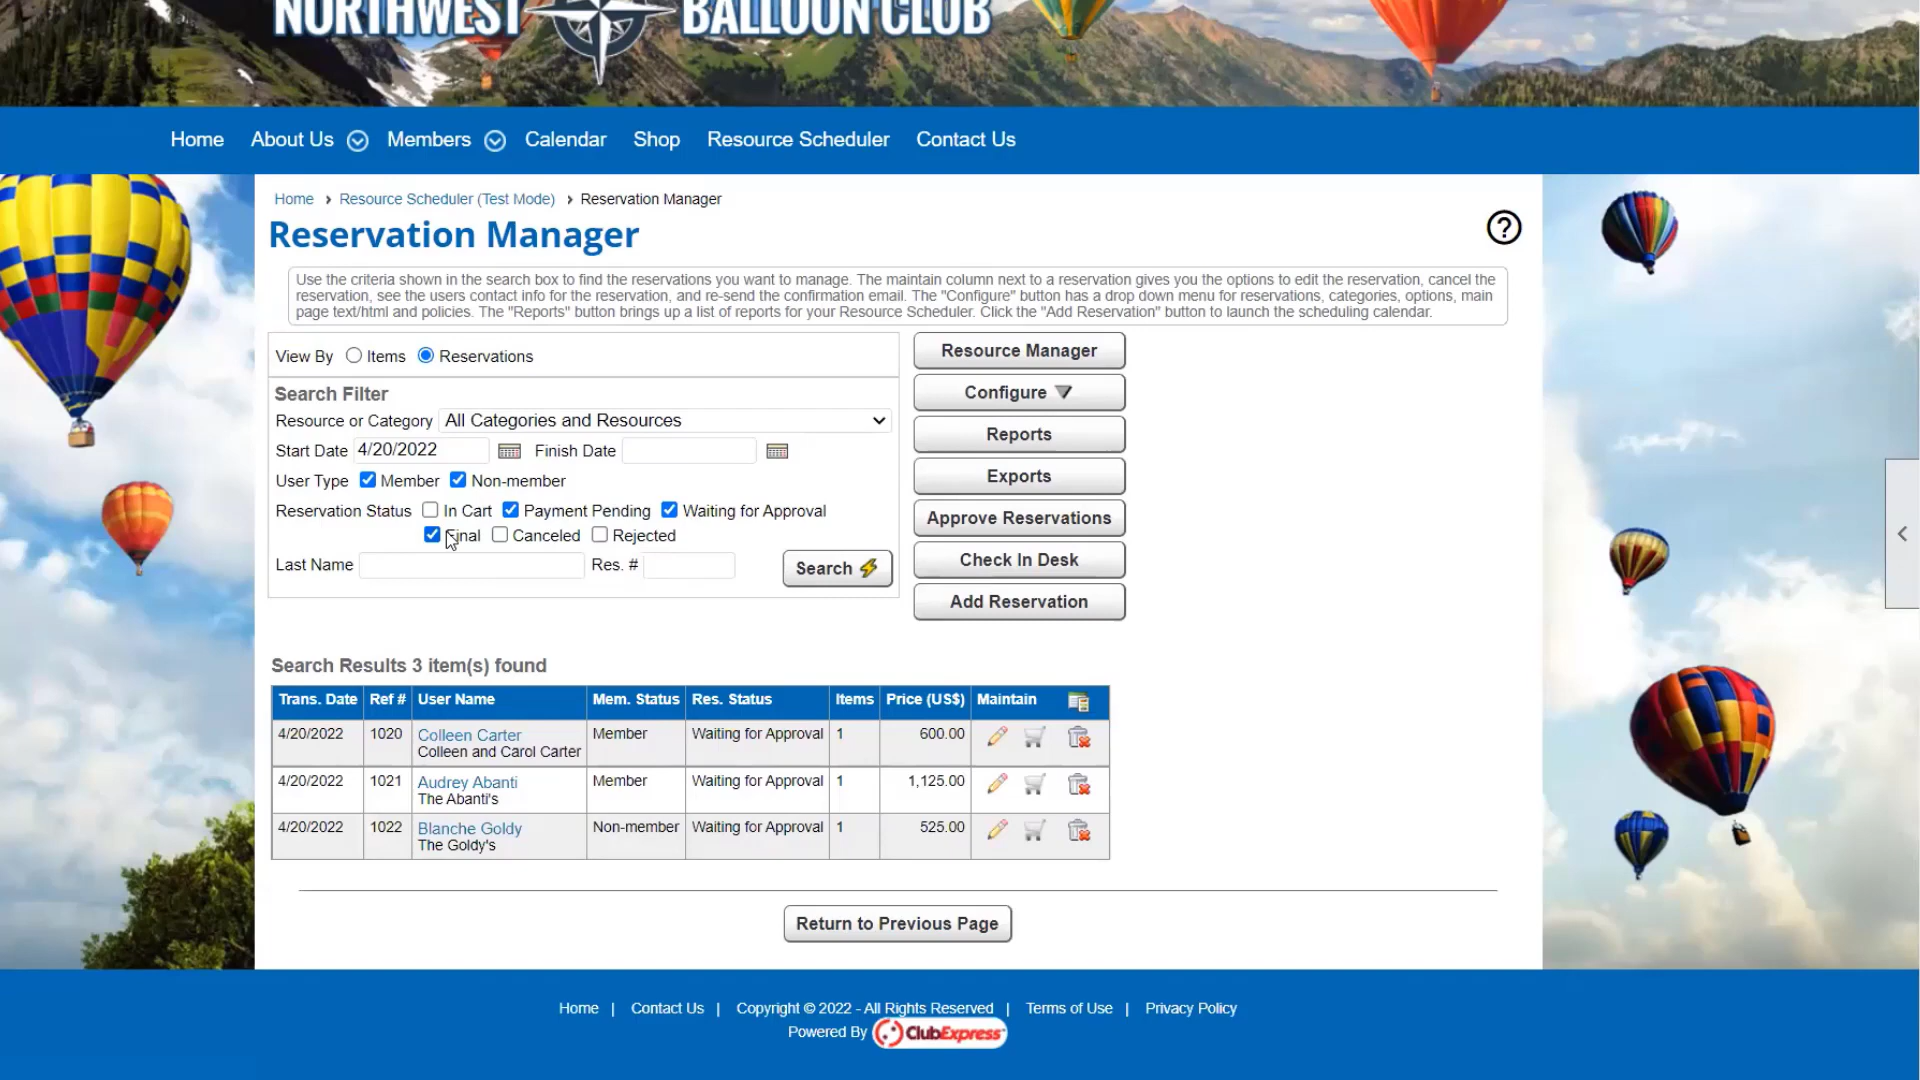 NORTHWEST BALLOON CLUB
Home About Us Members Calendar Shop Resource Scheduler Contact Us
Home › Resource Scheduler (Test Mode) › Reservation Manager
Reservation Manager
Use the criteria shown in the search box to find the reservations you want to manage. The maintain column next to a reservation gives you the options to edit the reservation, cancel the
reservation, see the users contact info for the reservation, and re-send the confirmation email. The "Configure" button has a drop down menu for reservations, categories, options, main
page text/html and policies. The "Reports" button brings up a list of reports for your Resource Scheduler. Click the "Add Reservation" button to launch the scheduling calendar.
View By Items Reservations
Search Filter
Resource or Category All Categories and Resources
Start Date 4/20/2022 Finish Date
User Type Member Non-member
Reservation Status In Cart Payment Pending Waiting for Approval
Final Canceled Rejected
Last Name Res. # Search
Resource Manager
Configure
Reports
Exports
Approve Reservations
Check In Desk
Add Reservation
Search Results 3 item(s) found
Trans. Date Ref # User Name Mem. Status Res. Status Items Price (US$) Maintain
4/20/2022 1020 Colleen Carter Member Waiting for Approval 1 600.00
Colleen and Carol Carter
4/20/2022 1021 Audrey Abanti Member Waiting for Approval 1 1,125.00
The Abanti's
4/20/2022 1022 Blanche Goldy Non-member Waiting for Approval 1 525.00
The Goldy's
Return to Previous Page
Home | Contact Us | Copyright © 2022 - All Rights Reserved | Terms of Use | Privacy Policy
Powered By ClubExpress